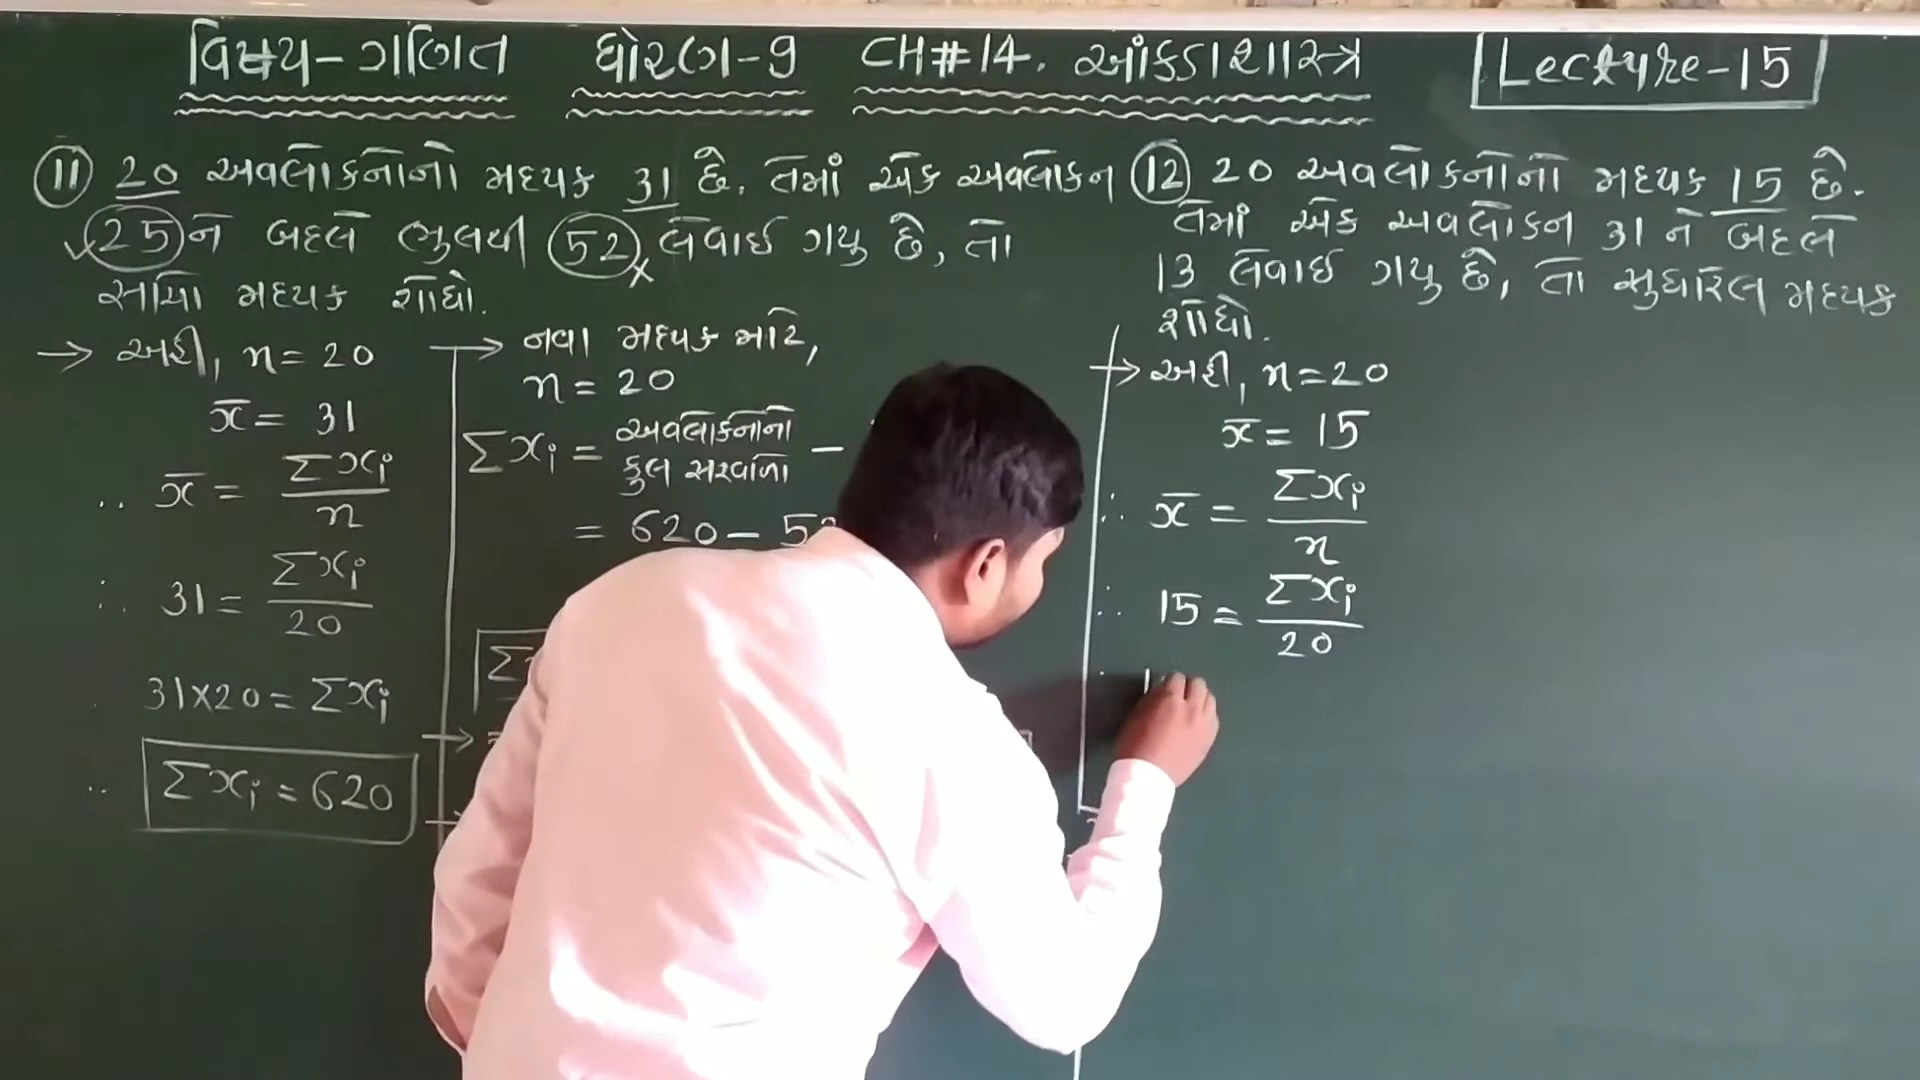 વિષય - ગણિત ધોરણ - 9 CH#14. આંકડાશાસ્ત્ર Lecture-15
(11) 20 અવલોકનોનો મધ્યક 31 છે. તેમાં એક અવલોકન
✓25 ને બદલે ભુલથી 52 x લેવાઈ ગયુ છે, તો
સાચો મધ્યક શોધો.
→ અહી, n = 20
x̄ = 31
∴ x̄ = Σxᵢ / n
∴ 31 = Σxᵢ / 20
31×20 = Σxᵢ
∴ Σxᵢ = 620
→ નવા મધ્યક માટે,
n = 20
Σxᵢ = અવલોકનોનો
કુલ સરવાળો −
= 620 − 52
(12) 20 અવલોકનોનો મધ્યક 15 છે.
તેમાં એક અવલોકન 31 ને બદલે
13 લેવાઈ ગયુ છે, તો સુધારેલ મધ્યક
શોધો.
→ અહી, n = 20
x̄ = 15
∴ x̄ = Σxᵢ / n
∴ 15 = Σxᵢ / 20